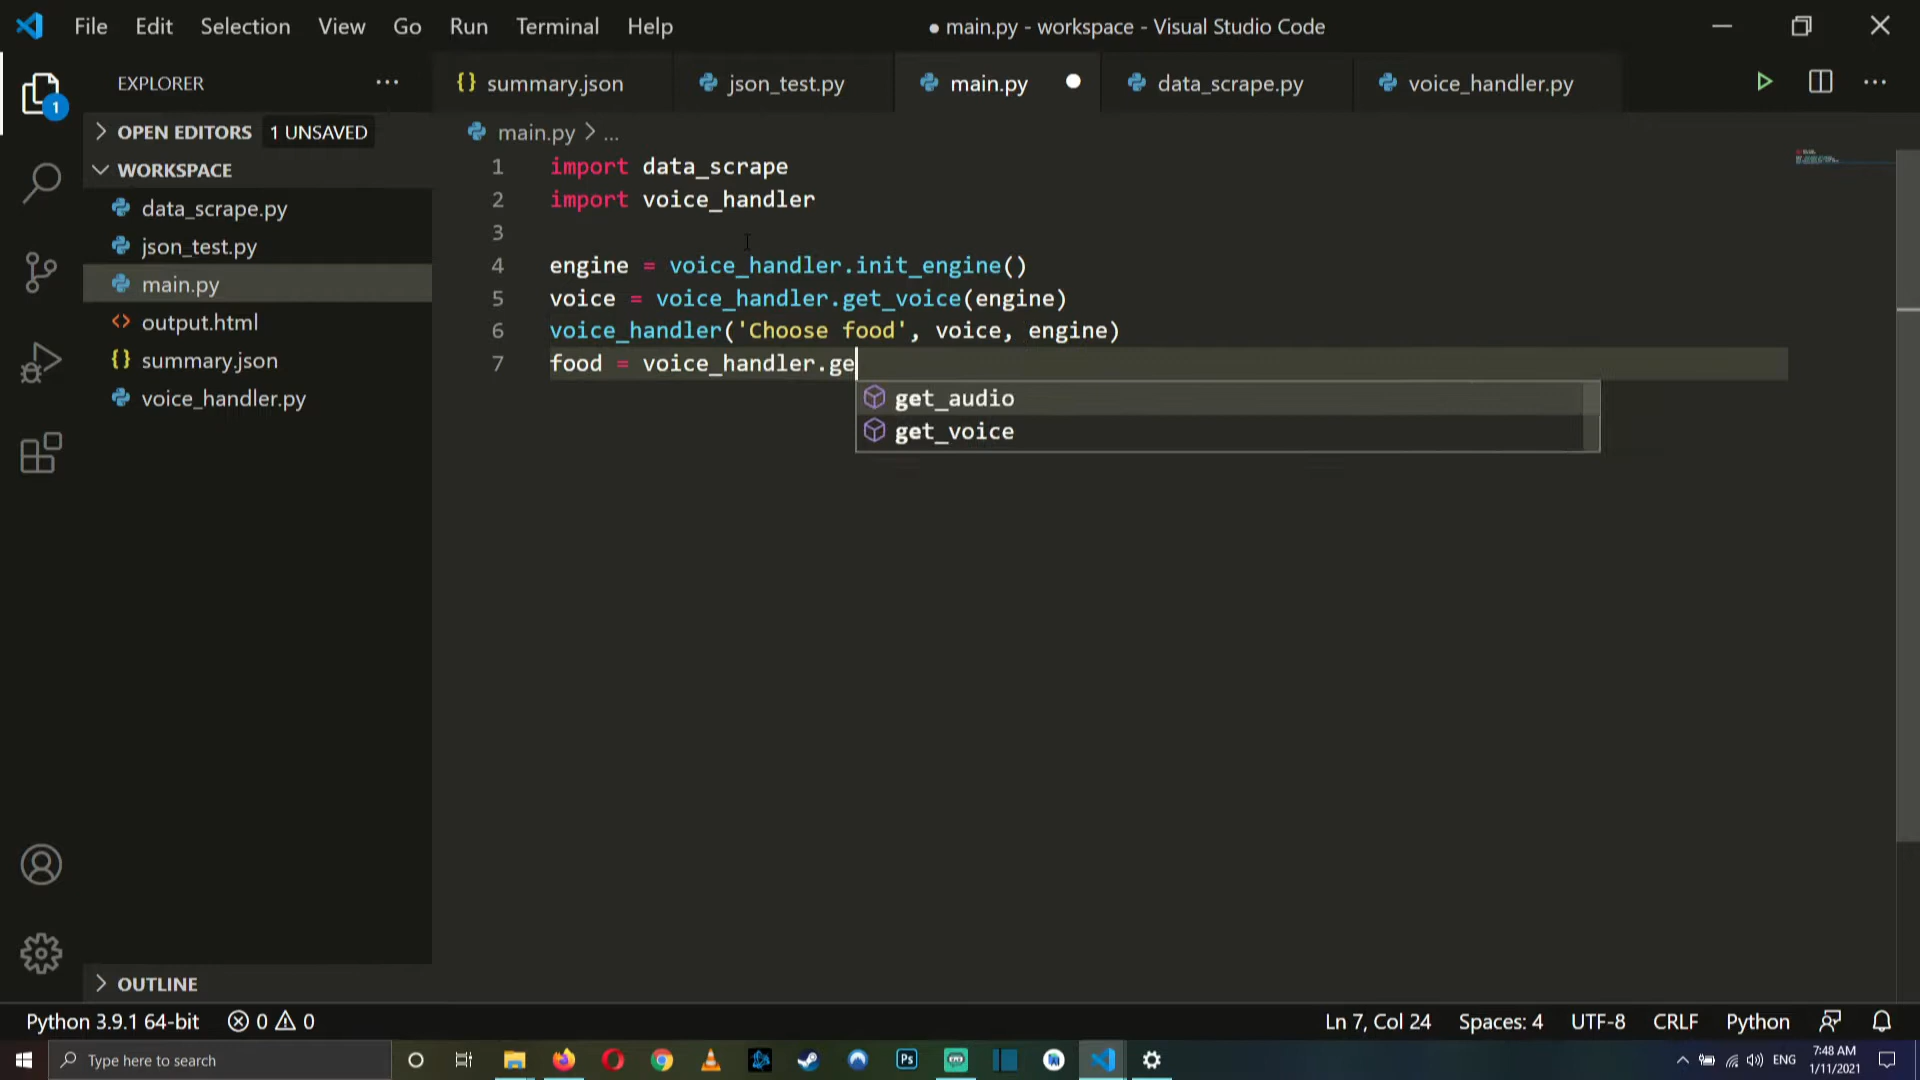 File Edit Selection View Go Run Terminal Help
● main.py - workspace - Visual Studio Code
EXPLORER ...
{} summary.json
json_test.py
main.py
data_scrape.py
voice_handler.py
1
OPEN EDITORS 1 UNSAVED
WORKSPACE
data_scrape.py
json_test.py
main.py
output.html
{} summary.json
voice_handler.py
OUTLINE
main.py > ...
1 import data_scrape
2 import voice_handler
3
4 engine = voice_handler.init_engine()
5 voice = voice_handler.get_voice(engine)
6 voice_handler('Choose food', voice, engine)
7 food = voice_handler.ge
get_audio
get_voice
Python 3.9.1 64-bit 0 0
Ln 7, Col 24 Spaces: 4 UTF-8 CRLF Python
Type here to search
Ps
ENG
7:48 AM
1/11/2021